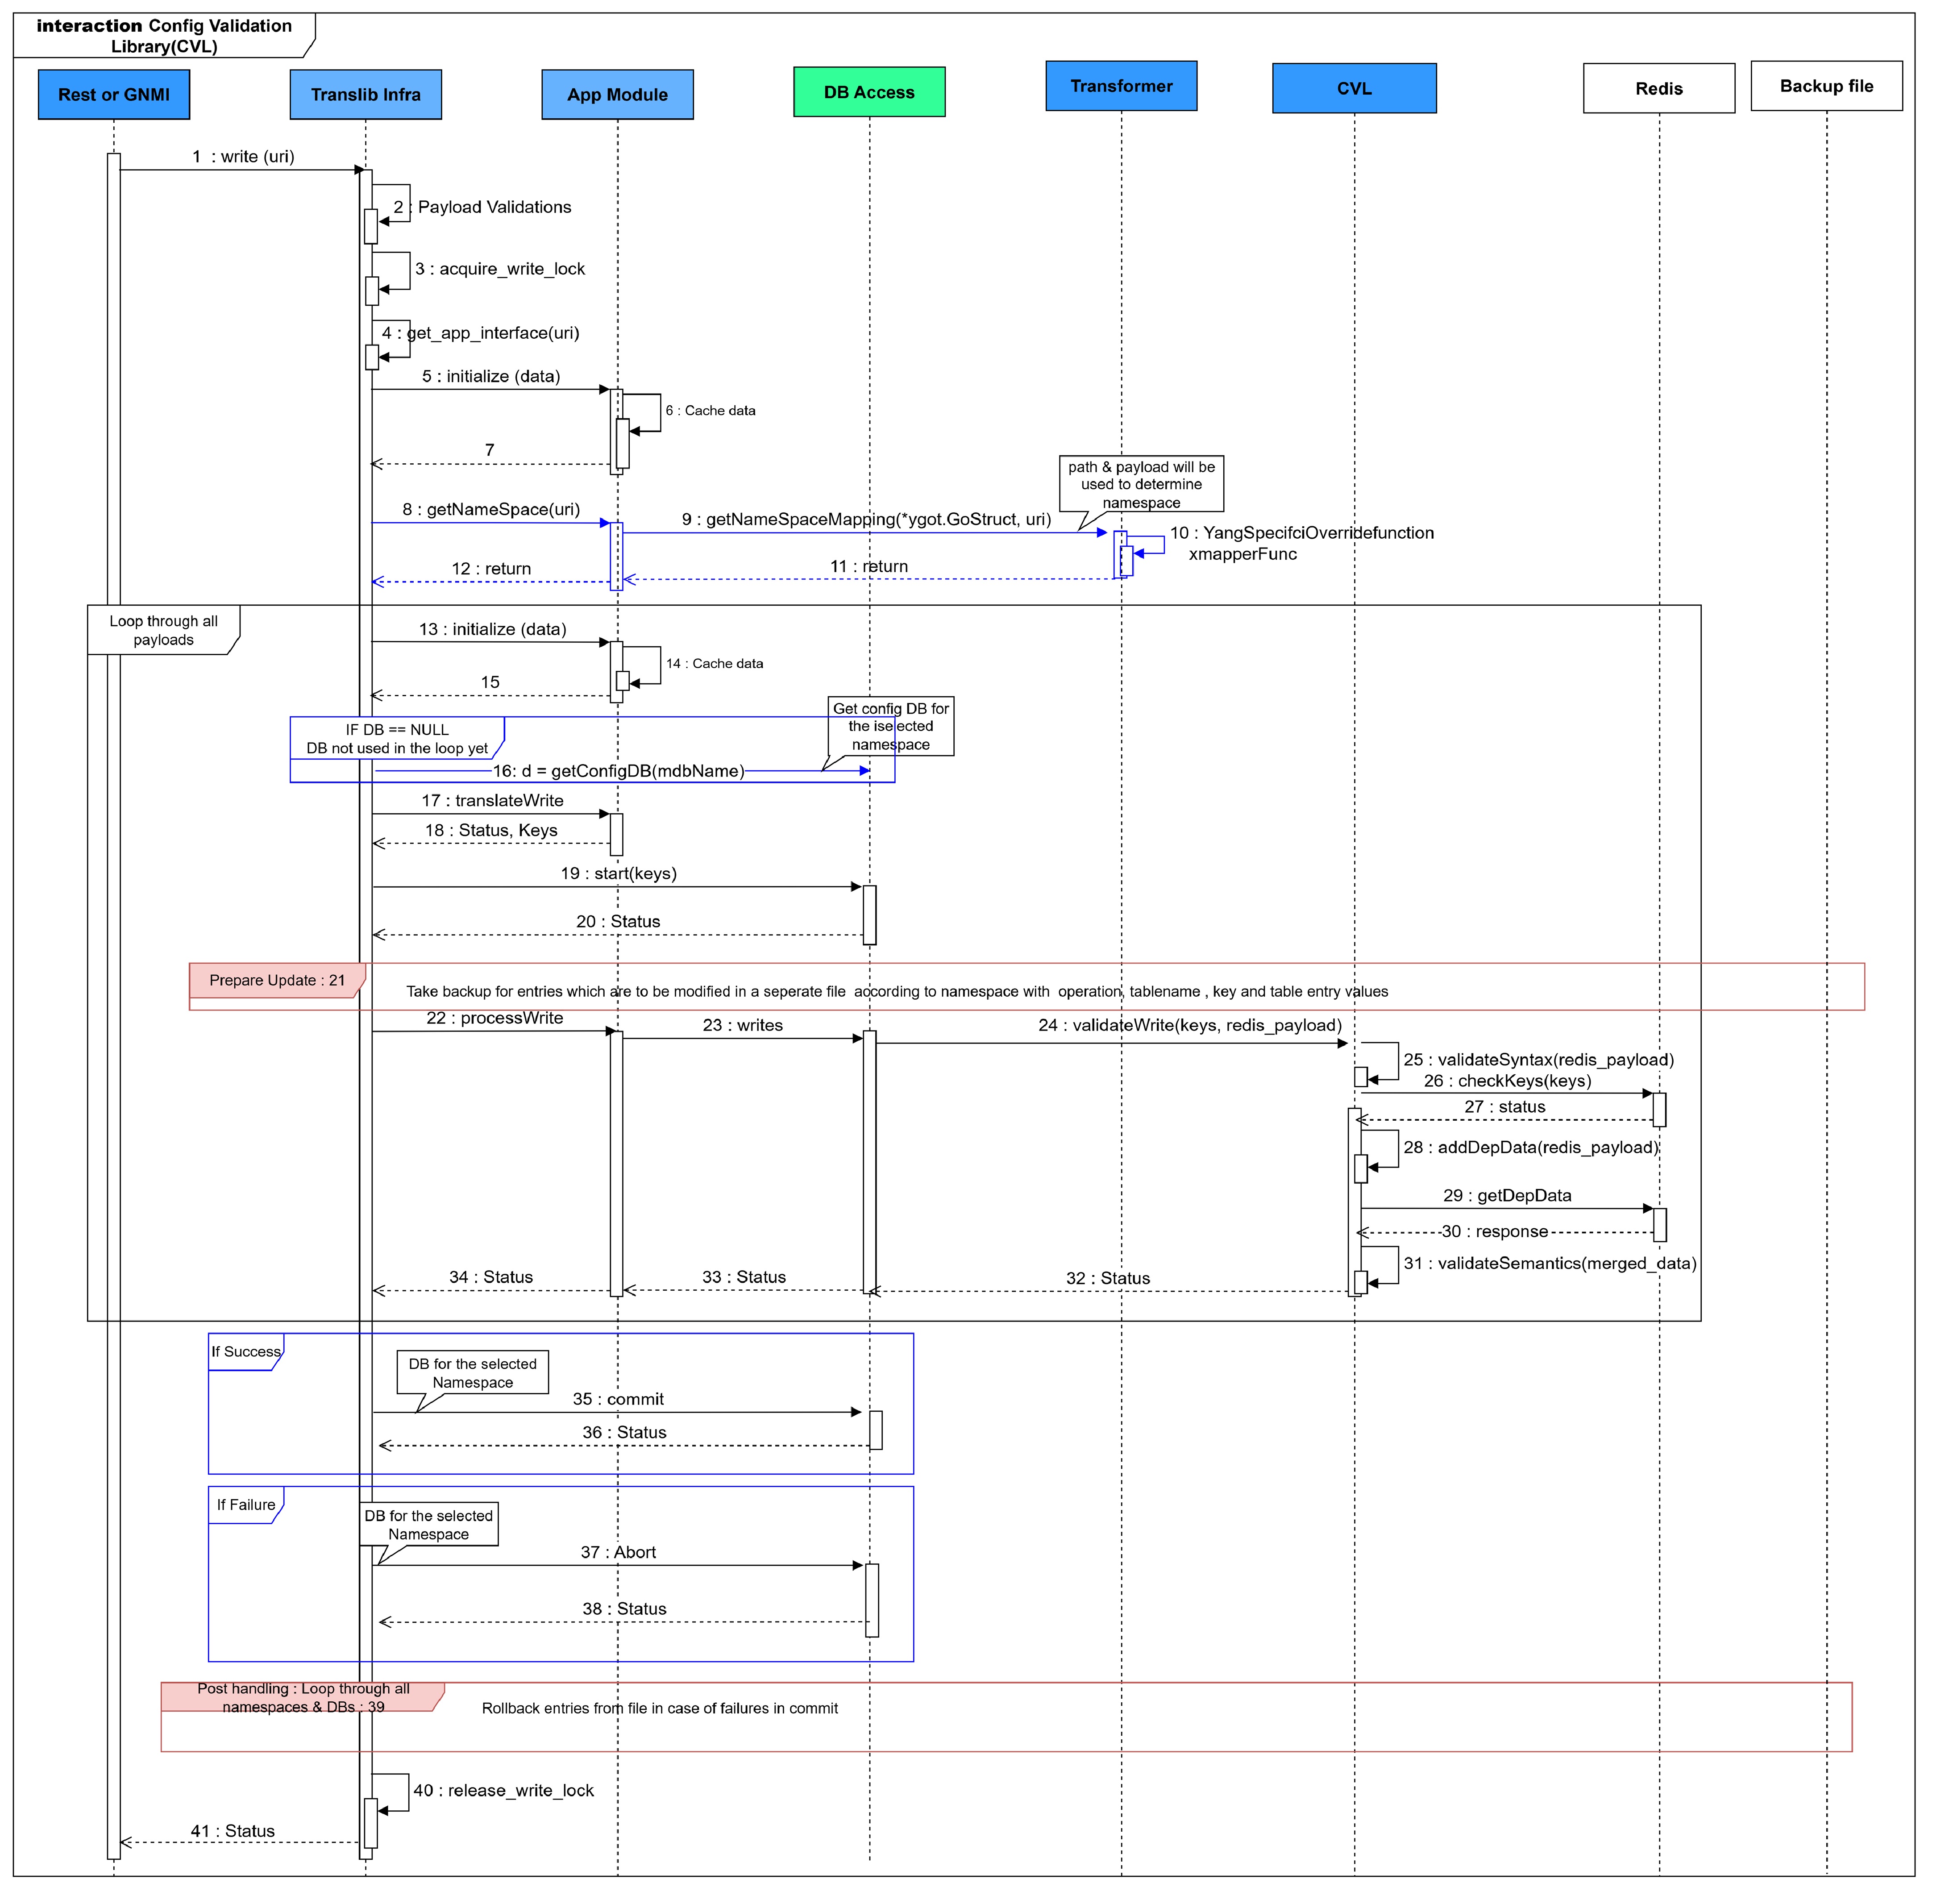 interaction Config Validation
Library(CVL)
Rest or GNMI
Translib Infra
App Module
DB Access
Transformer
CVL
Redis
Backup file
1  : write (uri)
2 : Payload Validations
3 : acquire_write_lock
4 : get_app_interface(uri)
5 : initialize (data)
6 : Cache data
7
path & payload will be
used to determine
namespace
8 : getNameSpace(uri)
9 : getNameSpaceMapping(*ygot.GoStruct, uri)
10 : YangSpecifciOverridefunction
xmapperFunc
11 : return
12 : return
Loop through all
payloads
13 : initialize (data)
14 : Cache data
15
Get config DB for
the iselected
namespace
IF DB == NULL
DB not used in the loop yet
16: d = getConfigDB(mdbName)
17 : translateWrite
18 : Status, Keys
19 : start(keys)
20 : Status
Prepare Update : 21
Take backup for entries which are to be modified in a seperate file  according to namespace with  operation, tablename , key and table entry values
22 : processWrite
23 : writes
24 : validateWrite(keys, redis_payload)
25 : validateSyntax(redis_payload)
26 : checkKeys(keys)
27 : status
28 : addDepData(redis_payload)
29 : getDepData
30 : response
31 : validateSemantics(merged_data)
32 : Status
33 : Status
34 : Status
If Success
DB for the selected
Namespace
35 : commit
36 : Status
If Failure
DB for the selected
Namespace
37 : Abort
38 : Status
Post handling : Loop through all
namespaces & DBs : 39
Rollback entries from file in case of failures in commit
40 : release_write_lock
41 : Status